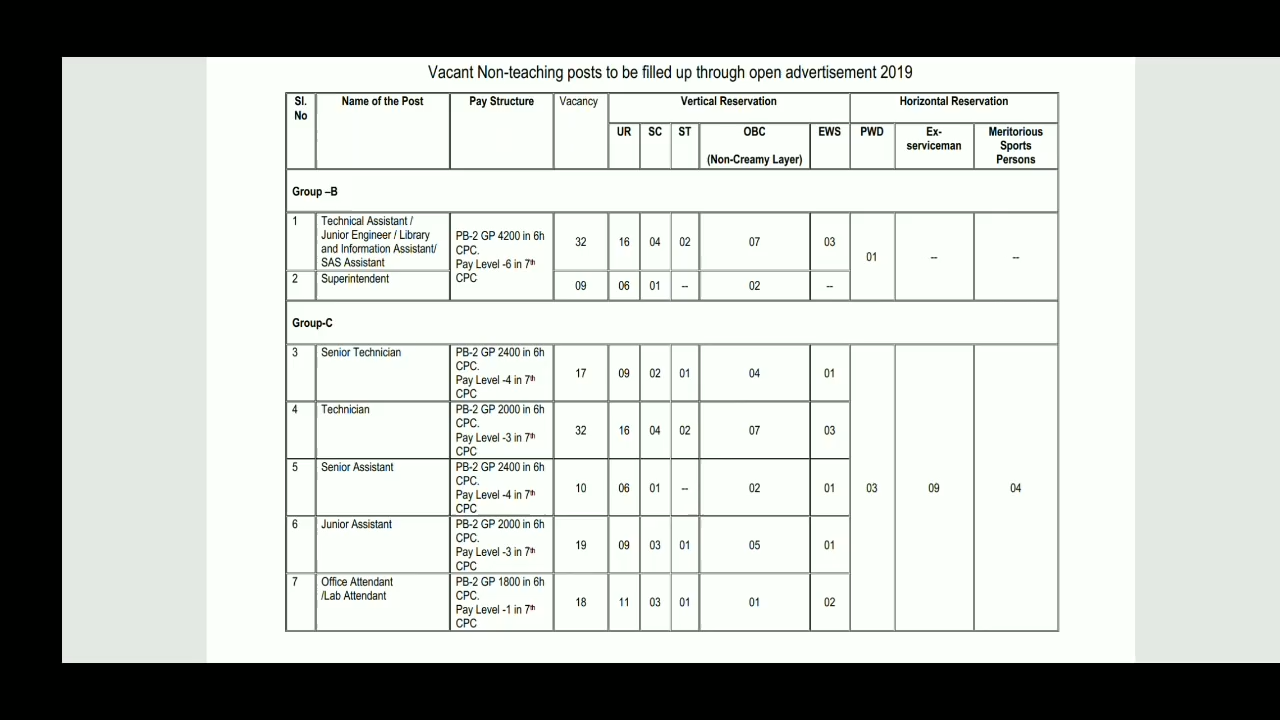 Vacant Non-teaching posts to be filled up through open advertisement 2019
Sl. No Name of the Post Pay Structure Vacancy Vertical Reservation Horizontal Reservation
UR SC ST OBC (Non-Creamy Layer) EWS PWD Ex-serviceman Meritorious Sports Persons
Group –B
1 Technical Assistant /
Junior Engineer / Library
and Information Assistant/
SAS Assistant
PB-2 GP 4200 in 6h
CPC.
Pay Level -6 in 7th
CPC
32 16 04 02 07 03
01 -- --
2 Superintendent
09 06 01 -- 02 --
Group-C
3 Senior Technician
PB-2 GP 2400 in 6h
CPC.
Pay Level -4 in 7th
CPC
17 09 02 01 04 01
4 Technician
PB-2 GP 2000 in 6h
CPC.
Pay Level -3 in 7th
CPC
32 16 04 02 07 03
5 Senior Assistant
PB-2 GP 2400 in 6h
CPC.
Pay Level -4 in 7th
CPC
10 06 01 -- 02 01 03 09 04
6 Junior Assistant
PB-2 GP 2000 in 6h
CPC.
Pay Level -3 in 7th
CPC
19 09 03 01 05 01
7 Office Attendant
/Lab Attendant
PB-2 GP 1800 in 6h
CPC.
Pay Level -1 in 7th
CPC
18 11 03 01 01 02